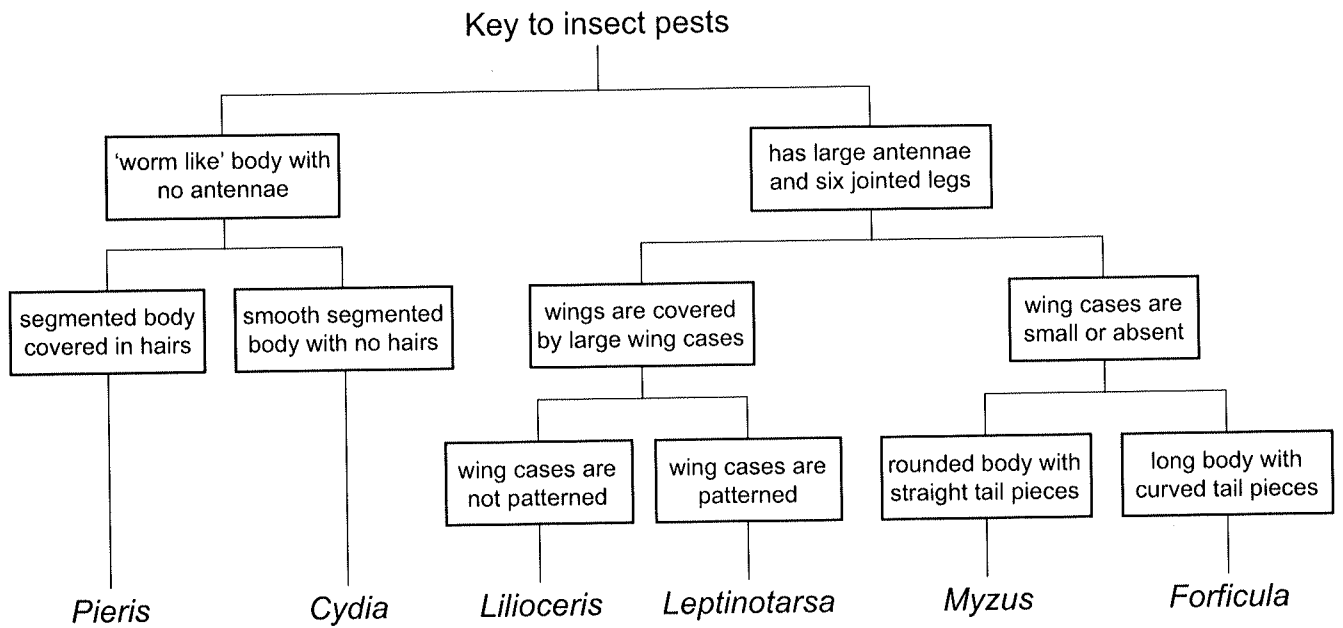 Key to insect pests
'worm like' body with
no antennae
has large antennae
and six jointed legs
segmented body
covered in hairs
smooth segmented
body with no hairs
wings are covered
by large wing cases
wing cases are
small or absent
wing cases are
not patterned
wing cases are
patterned
rounded body with
straight tail pieces
long body with
curved tail pieces
Pieris
Cydia
Lilioceris
Leptinotarsa
Myzus
Forficula